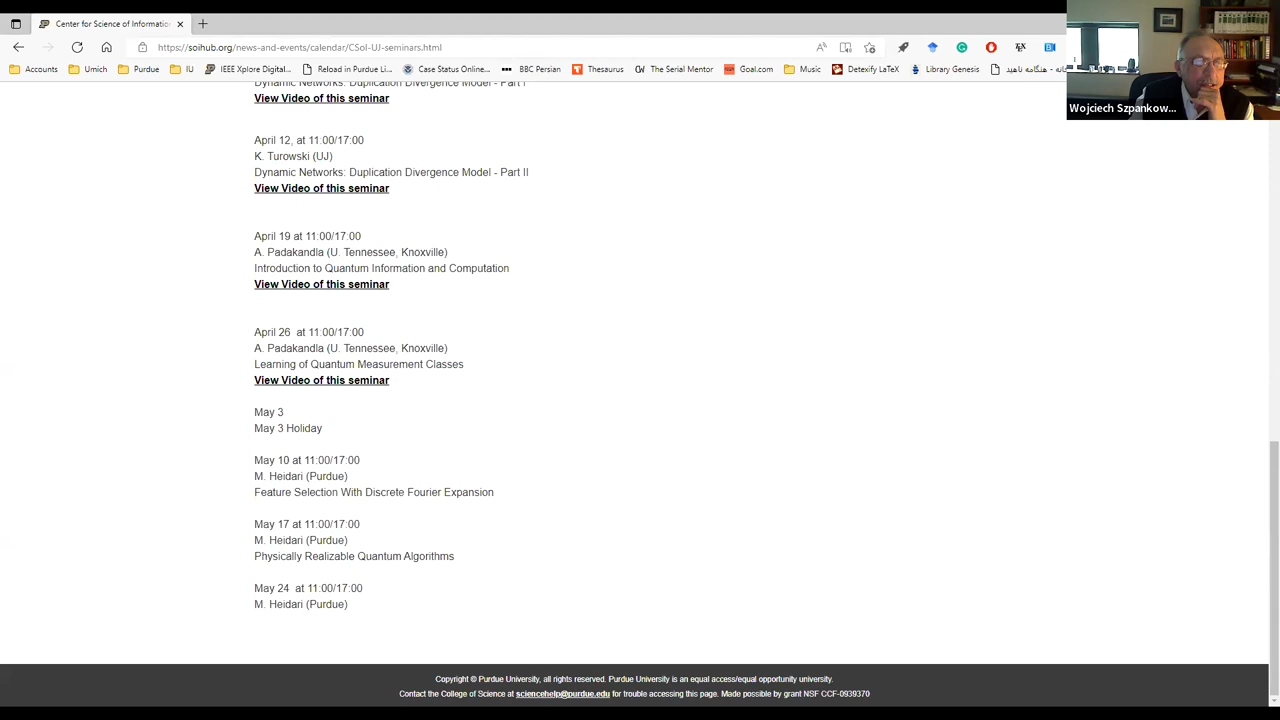 Center for Science of Informatio
https://soihub.org/news-and-events/calendar/CSoI-UJ-seminars.html
Accounts Umich Purdue IU IEEE Xplore Digital... Reload in Purdue Li... Case Status Online... BBC Persian Thesaurus The Serial Mentor Goal.com Music Detexify LaTeX Library Genesis هنگامه ناهید
Wojciech Szpankow...
Dynamic Networks: Duplication Divergence Model - Part I
View Video of this seminar
April 12, at 11:00/17:00
K. Turowski (UJ)
Dynamic Networks: Duplication Divergence Model - Part II
View Video of this seminar
April 19 at 11:00/17:00
A. Padakandla (U. Tennessee, Knoxville)
Introduction to Quantum Information and Computation
View Video of this seminar
April 26 at 11:00/17:00
A. Padakandla (U. Tennessee, Knoxville)
Learning of Quantum Measurement Classes
View Video of this seminar
May 3
May 3 Holiday
May 10 at 11:00/17:00
M. Heidari (Purdue)
Feature Selection With Discrete Fourier Expansion
May 17 at 11:00/17:00
M. Heidari (Purdue)
Physically Realizable Quantum Algorithms
May 24 at 11:00/17:00
M. Heidari (Purdue)
Copyright © Purdue University, all rights reserved. Purdue University is an equal access/equal opportunity university.
Contact the College of Science at sciencehelp@purdue.edu for trouble accessing this page. Made possible by grant NSF CCF-0939370